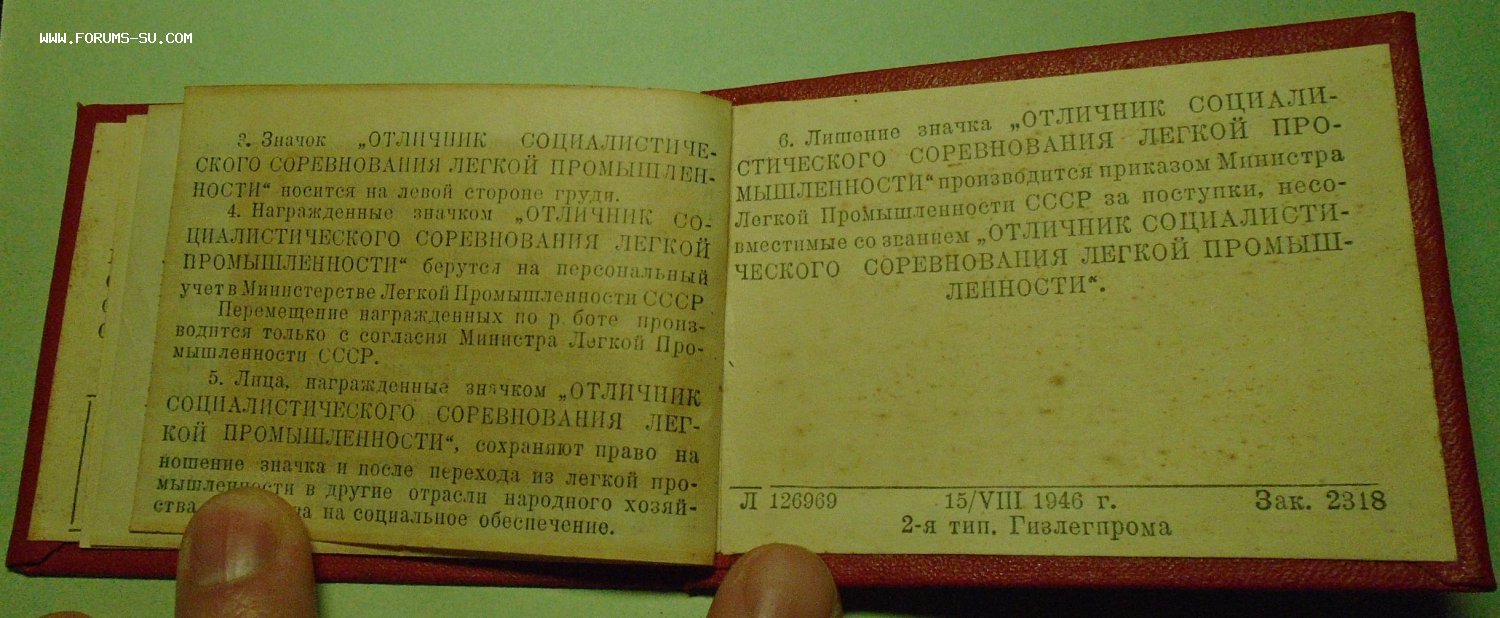 WWW.FORUMS-SU.COM
3. Значок „ОТЛИЧНИК СОЦИАЛИСТИЧЕ-
СКОГО СОРЕВНОВАНИЯ ЛЕГКОЙ ПРОМЫШЛЕН-
НОСТИ“ носится на левой стороне груди.
4. Награжденные значком „ОТЛИЧНИК СО-
ЦИАЛИСТИЧЕСКОГО СОРЕВНОВАНИЯ ЛЕГКОЙ
ПРОМЫШЛЕННОСТИ“ берутся на персональный
учет в Министерстве Легкой Промышленности СССР
Перемещение награжденных по р боте произ-
водится только с согласия Министра Легкой Про-
мышленности СССР.
5. Лица, награжденные значком „ОТЛИЧНИК
СОЦИАЛИСТИЧЕСКОГО СОРЕВНОВАНИЯ ЛЕГ-
КОЙ ПРОМЫШЛЕННОСТИ“, сохраняют право на
ношение значка и после перехода из легкой про-
мышленности в другие отрасли народного хозяй-
ства на социальное обеспечение.
6. Лишение значка „ОТЛИЧНИК СОЦИАЛИ-
СТИЧЕСКОГО СОРЕВНОВАНИЯ ЛЕГКОЙ ПРО-
МЫШЛЕННОСТИ“ производится приказом Министра
Легкой Промышленности СССР за поступки, несо-
вместимые со званием „ОТЛИЧНИК СОЦИАЛИСТИ-
ЧЕСКОГО СОРЕВНОВАНИЯ ЛЕГКОЙ ПРОМЫШ-
ЛЕННОСТИ“.
Л 126969 15/VIII 1946 г. Зак. 2318
2-я тип. Гизлегпрома